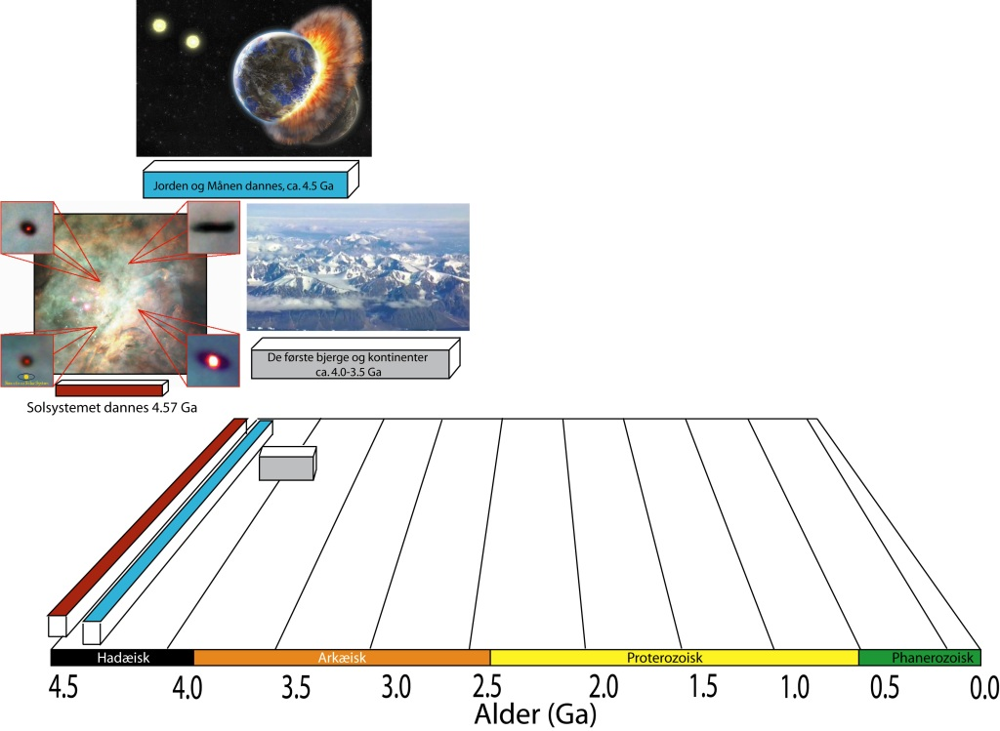 Jorden og Månen dannes, ca. 4.5 Ga
De første bjerge og kontinenter
ca. 4.0-3.5 Ga
Solsystemet dannes 4.57 Ga
Hadæisk
Arkæisk
Proterozoisk
Phanerozoisk
4.5
4.0
3.5
3.0
2.5
2.0
1.5
1.0
0.5
0.0
Alder (Ga)